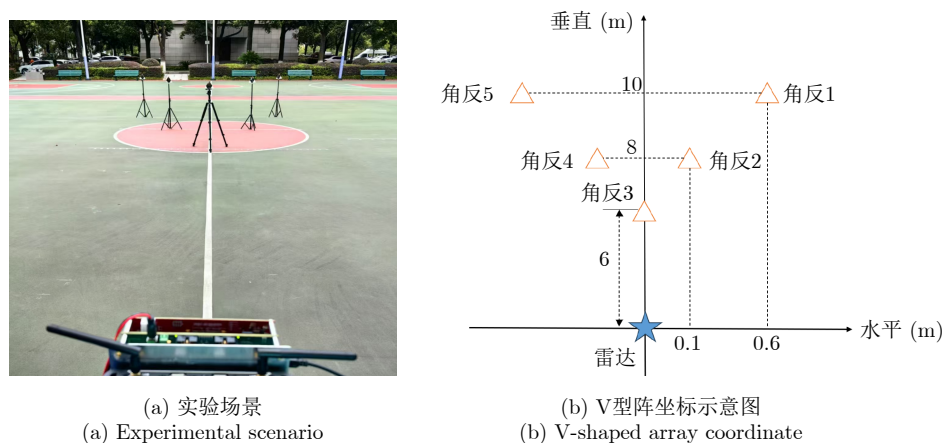 垂直 (m)
角反5
10
角反1
角反4
8
角反2
角反3
6
水平 (m)
雷达
0.1
0.6
(a) 实验场景
(a) Experimental scenario
(b) V型阵坐标示意图
(b) V-shaped array coordinate